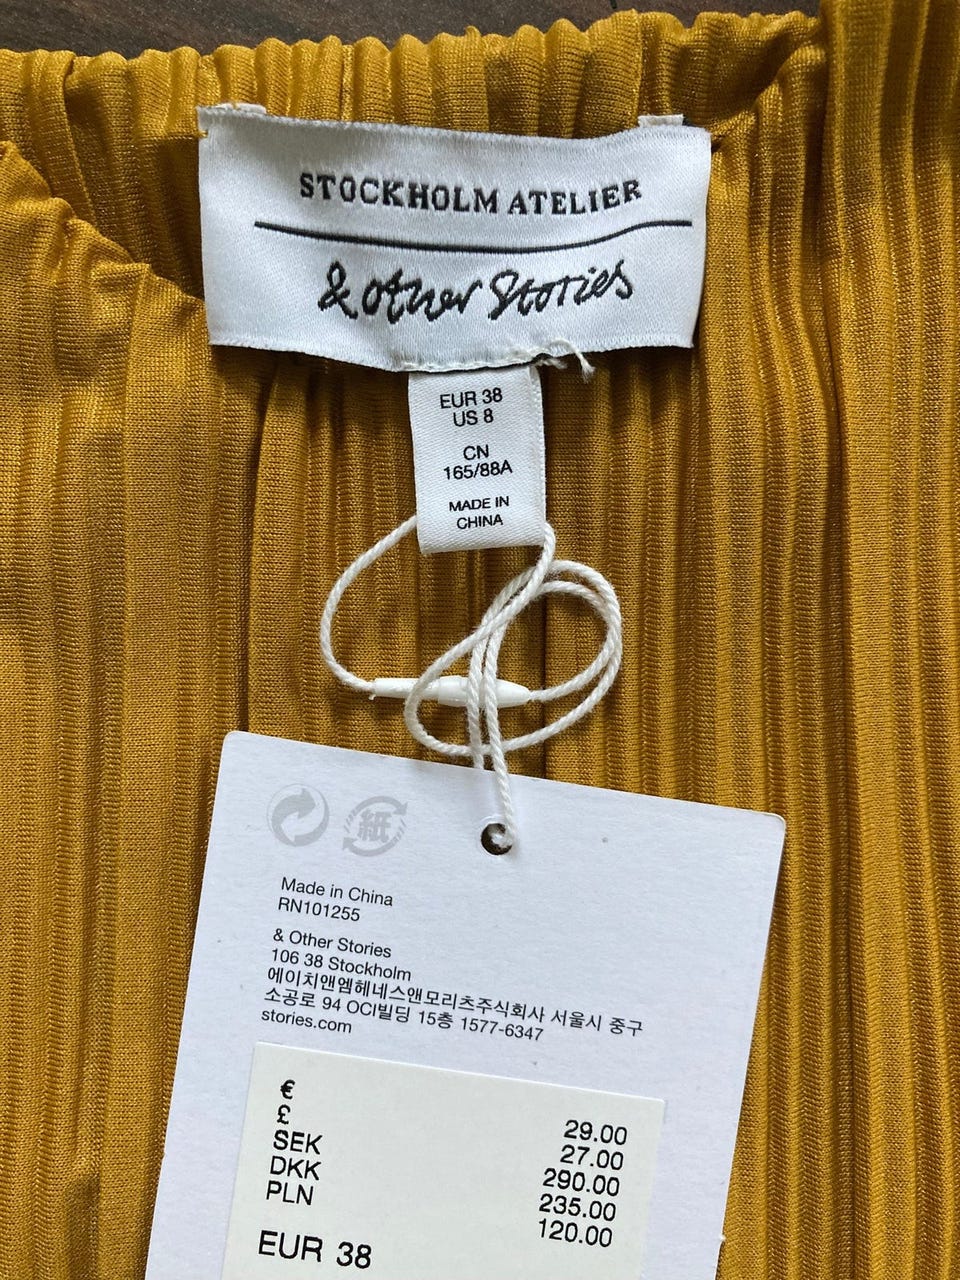 STOCKHOLM ATELIER
& Other Stories
EUR 38
US 8
CN
165/88A
MADE IN
CHINA
紙
Made in China
RN101255
& Other Stories
106 38 Stockholm
에이치앤엠헤네스앤모리츠주식회사 서울시 중구
소공로 94 OCI빌딩 15층 1577-6347
stories.com
€ 29.00
£ 27.00
SEK 290.00
DKK 235.00
PLN 120.00
EUR 38